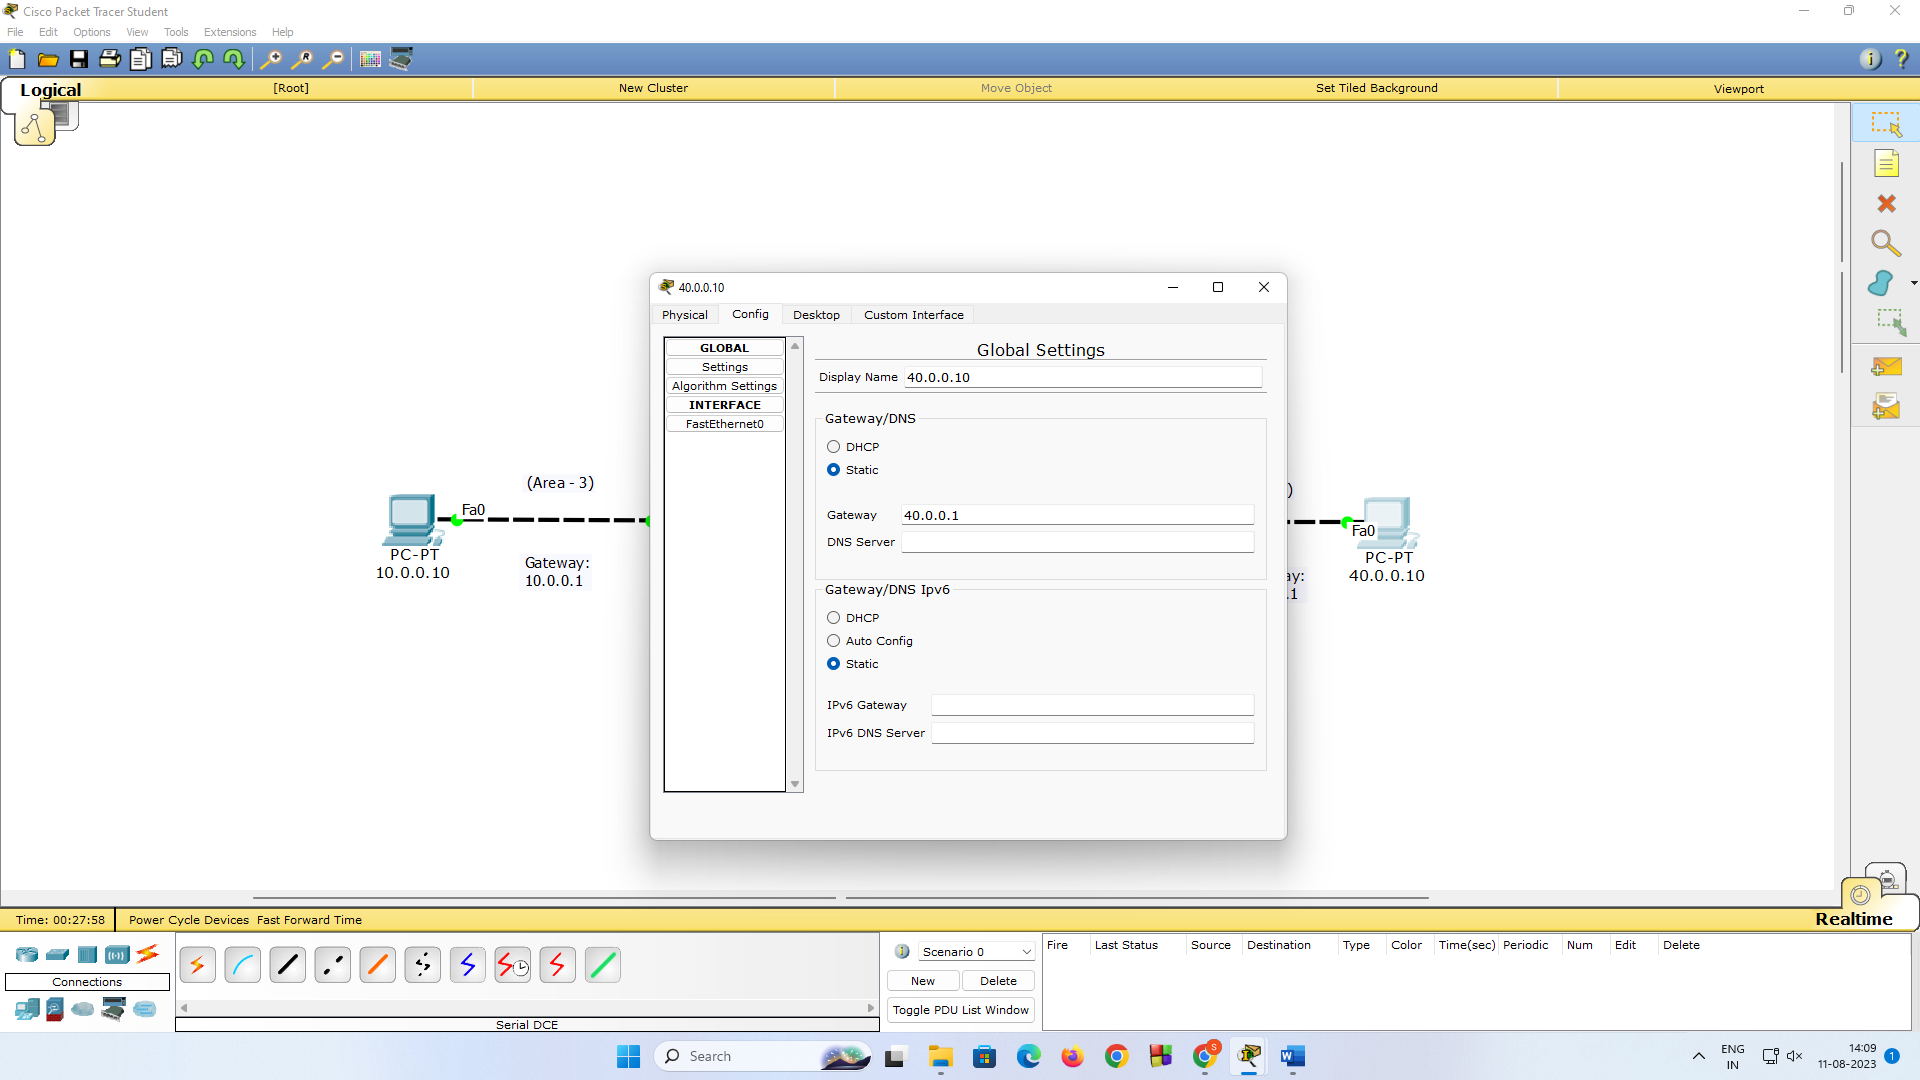 Cisco Packet Tracer Student
File Edit Options View Tools Extensions Help
Logical [Root] New Cluster Move Object Set Tiled Background Viewport
40.0.0.10
Physical Config Desktop Custom Interface
GLOBAL
Settings
Algorithm Settings
INTERFACE
FastEthernet0
Global Settings
Display Name 40.0.0.10
Gateway/DNS
DHCP
Static
Gateway 40.0.0.1
DNS Server
Gateway/DNS Ipv6
DHCP
Auto Config
Static
IPv6 Gateway
IPv6 DNS Server
(Area - 3)
Fa0
PC-PT
10.0.0.10
Gateway:
10.0.0.1
)
Fa0
PC-PT
40.0.0.10
ay:
.1
Time: 00:27:58 Power Cycle Devices Fast Forward Time
Realtime
Connections
Serial DCE
Scenario 0
New Delete
Toggle PDU List Window
Fire Last Status Source Destination Type Color Time(sec) Periodic Num Edit Delete
Search
ENG
IN
14:09
11-08-2023
1